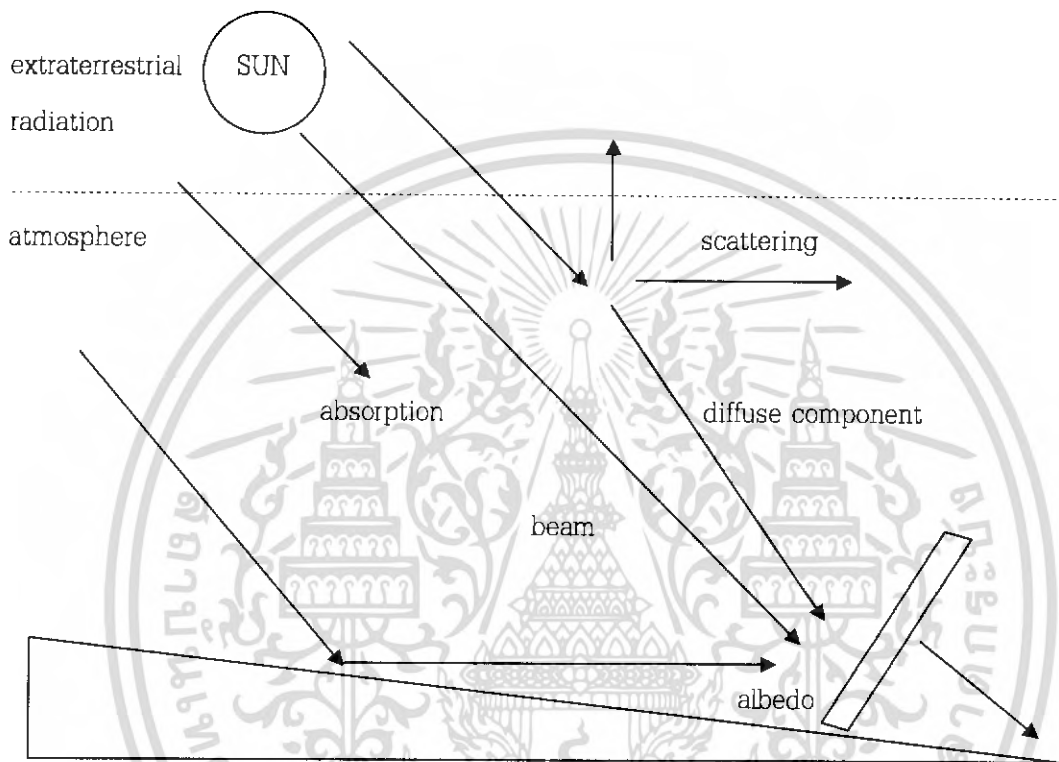 extraterrestrial
SUN
radiation
atmosphere
scattering
absorption
diffuse component
beam
albedo